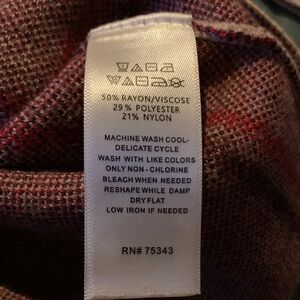 50% RAYON/VISCOSE
29% POLYESTER
21% NYLON
MACHINE WASH COOL-
DELICATE CYCLE
WASH WITH LIKE COLORS
ONLY NON - CHLORINE
BLEACH WHEN NEEDED
RESHAPE WHILE DAMP
DRY FLAT
LOW IRON IF NEEDED
RN# 75343